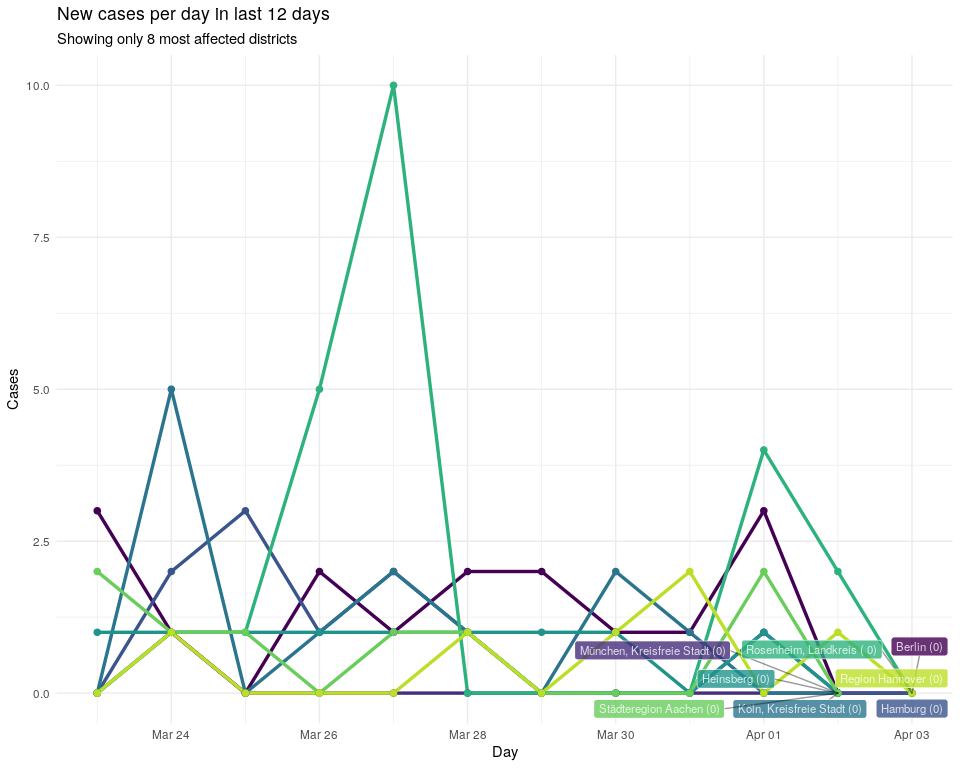 New cases per day in last 12 days
Showing only 8 most affected districts
10.0
7.5
5.0
2.5
0.0
Cases
München, Kreisfreie Stadt (0)
Rosenheim, Landkreis (0)
Berlin (0)
Heinsberg (0)
Region Hannover (0)
Städteregion Aachen (0)
Köln, Kreisfreie Stadt (0)
Hamburg (0)
Mar 24
Mar 26
Mar 28
Mar 30
Apr 01
Apr 03
Day